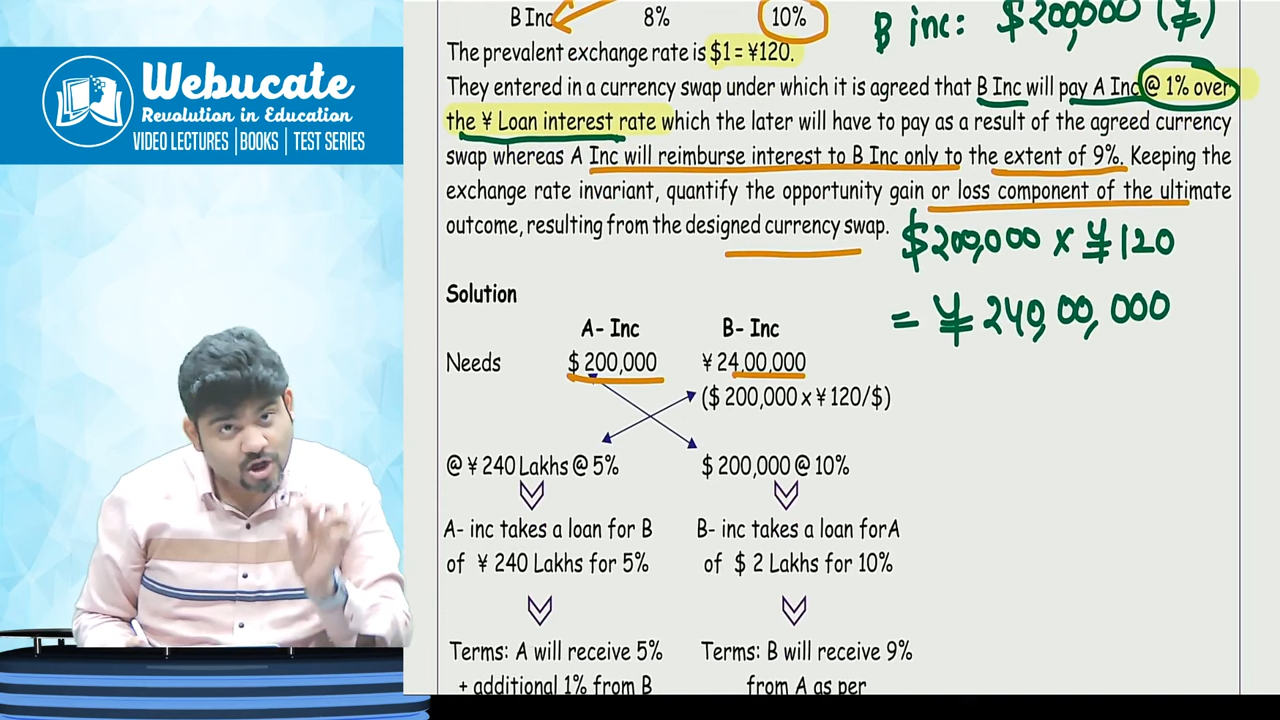 Webucate
Revolution in Education
VIDEO LECTURES | BOOKS | TEST SERIES
B Inc 8% 10%
B inc: $200,000 (¥)
The prevalent exchange rate is $1 = ¥120.
They entered in a currency swap under which it is agreed that B Inc will pay A Inc @ 1% over
the ¥ Loan interest rate which the later will have to pay as a result of the agreed currency
swap whereas A Inc will reimburse interest to B Inc only to the extent of 9%. Keeping the
exchange rate invariant, quantify the opportunity gain or loss component of the ultimate
outcome, resulting from the designed currency swap.
$200,000 x ¥120
= ¥ 240,00,000
Solution
A- Inc B- Inc
Needs $ 200,000 ¥ 24,00,000
($ 200,000 x ¥ 120/$)
@ ¥ 240 Lakhs @ 5% $ 200,000 @ 10%
A- inc takes a loan for B B- inc takes a loan for A
of ¥ 240 Lakhs for 5% of $ 2 Lakhs for 10%
Terms: A will receive 5% Terms: B will receive 9%
+ additional 1% from B from A as per